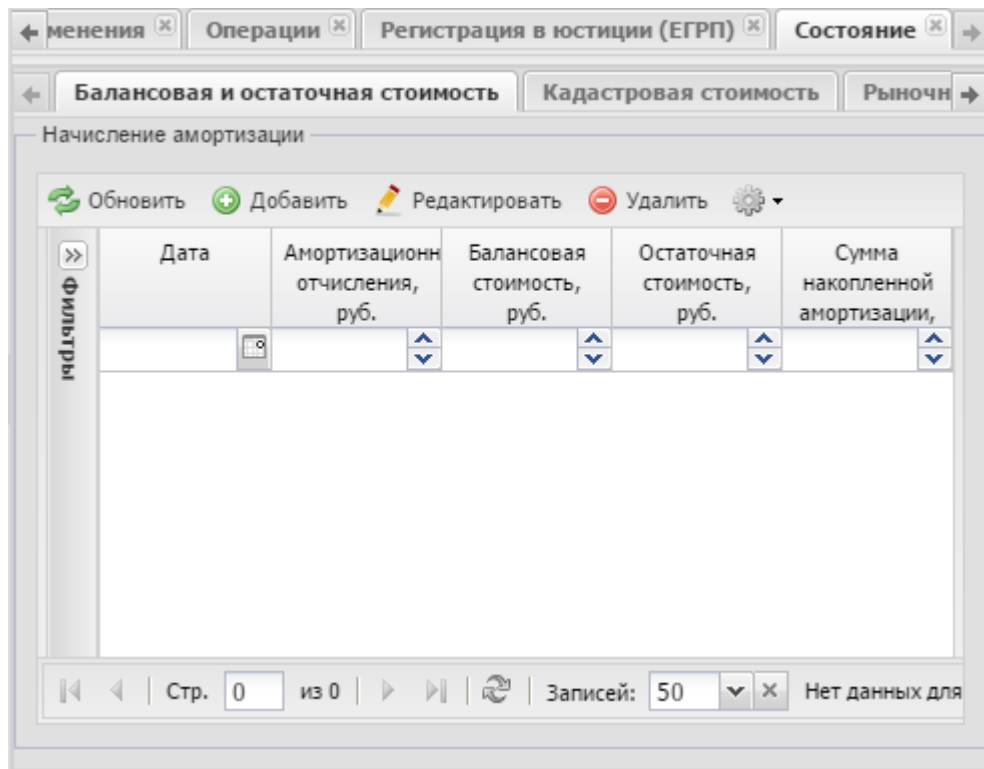 менения Операции Регистрация в юстиции (ЕГРП) Состояние
Балансовая и остаточная стоимость Кадастровая стоимость Рыночн
Начисление амортизации
Обновить Добавить Редактировать Удалить
Фильтры
Дата
Амортизационн
отчисления,
руб.
Балансовая
стоимость,
руб.
Остаточная
стоимость,
руб.
Сумма
накопленной
амортизации,
Стр. 0 из 0 Записей: 50 Нет данных для